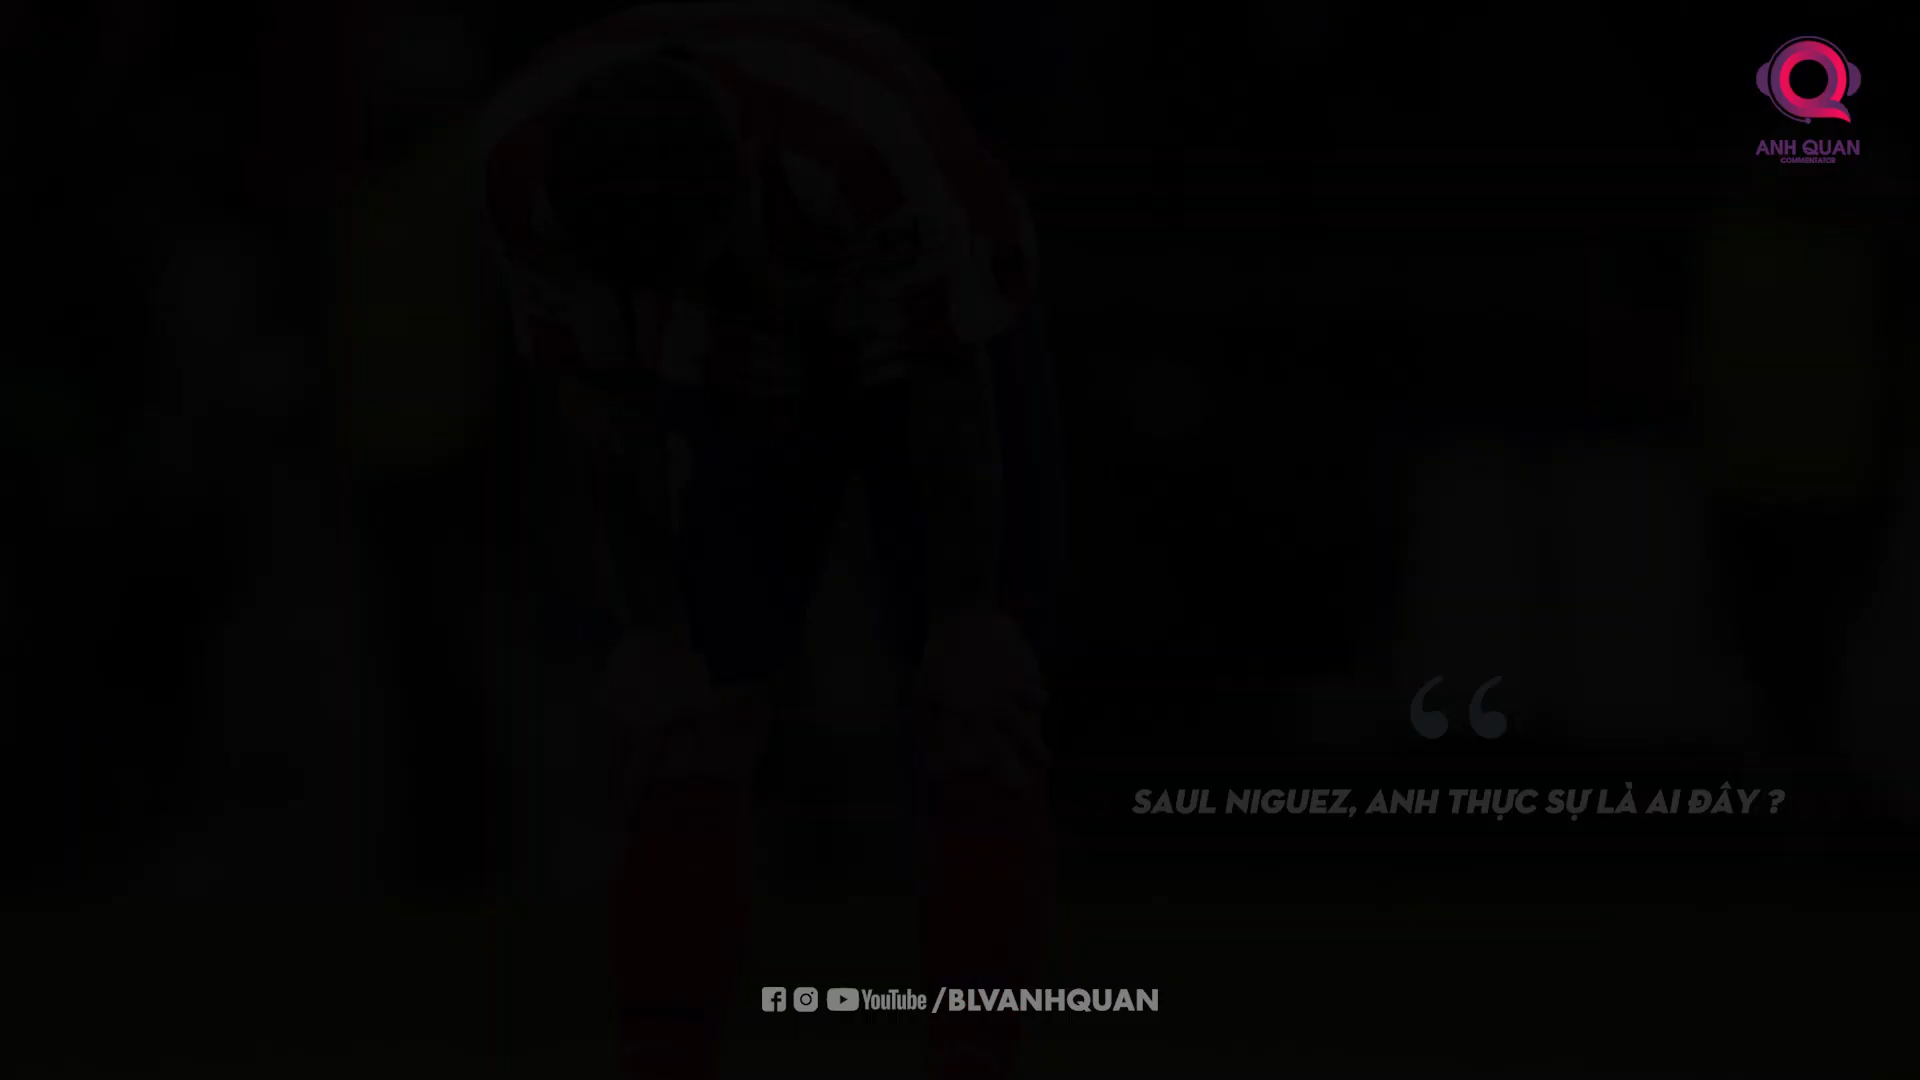 ANH QUAN
COMMENTATOR
SAUL NIGUEZ, ANH THỰC SỰ LÀ AI ĐÂY ?
YouTube /BLVANHQUAN